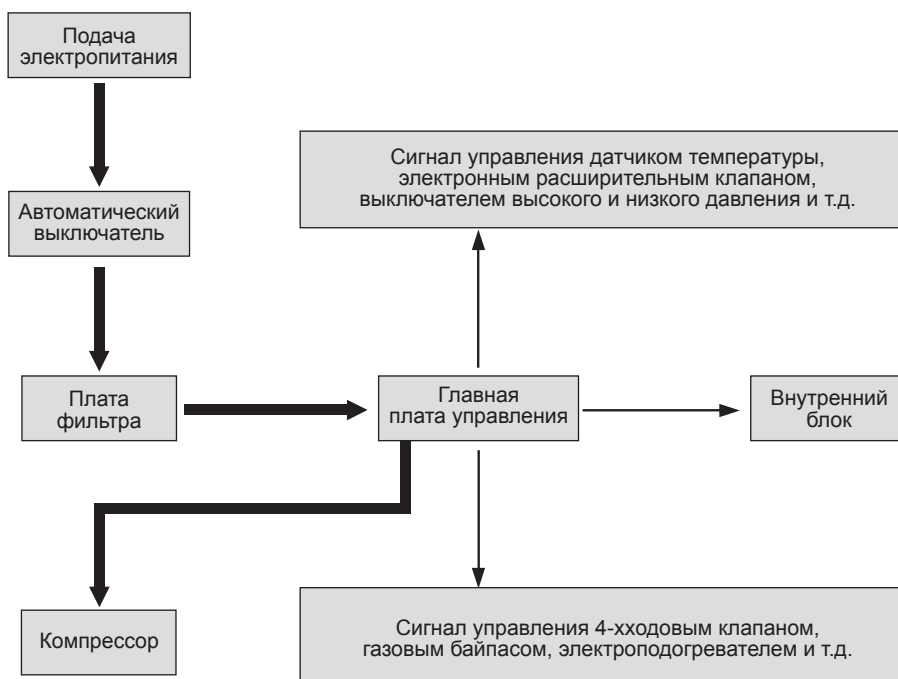 Подача
электропитания
Сигнал управления датчиком температуры,
электронным расширительным клапаном,
выключателем высокого и низкого давления и т.д.
Автоматический
выключатель
Плата
фильтра
Главная
плата управления
Внутренний
блок
Компрессор
Сигнал управления 4-хходовым клапаном,
газовым байпасом, электроподогревателем и т.д.